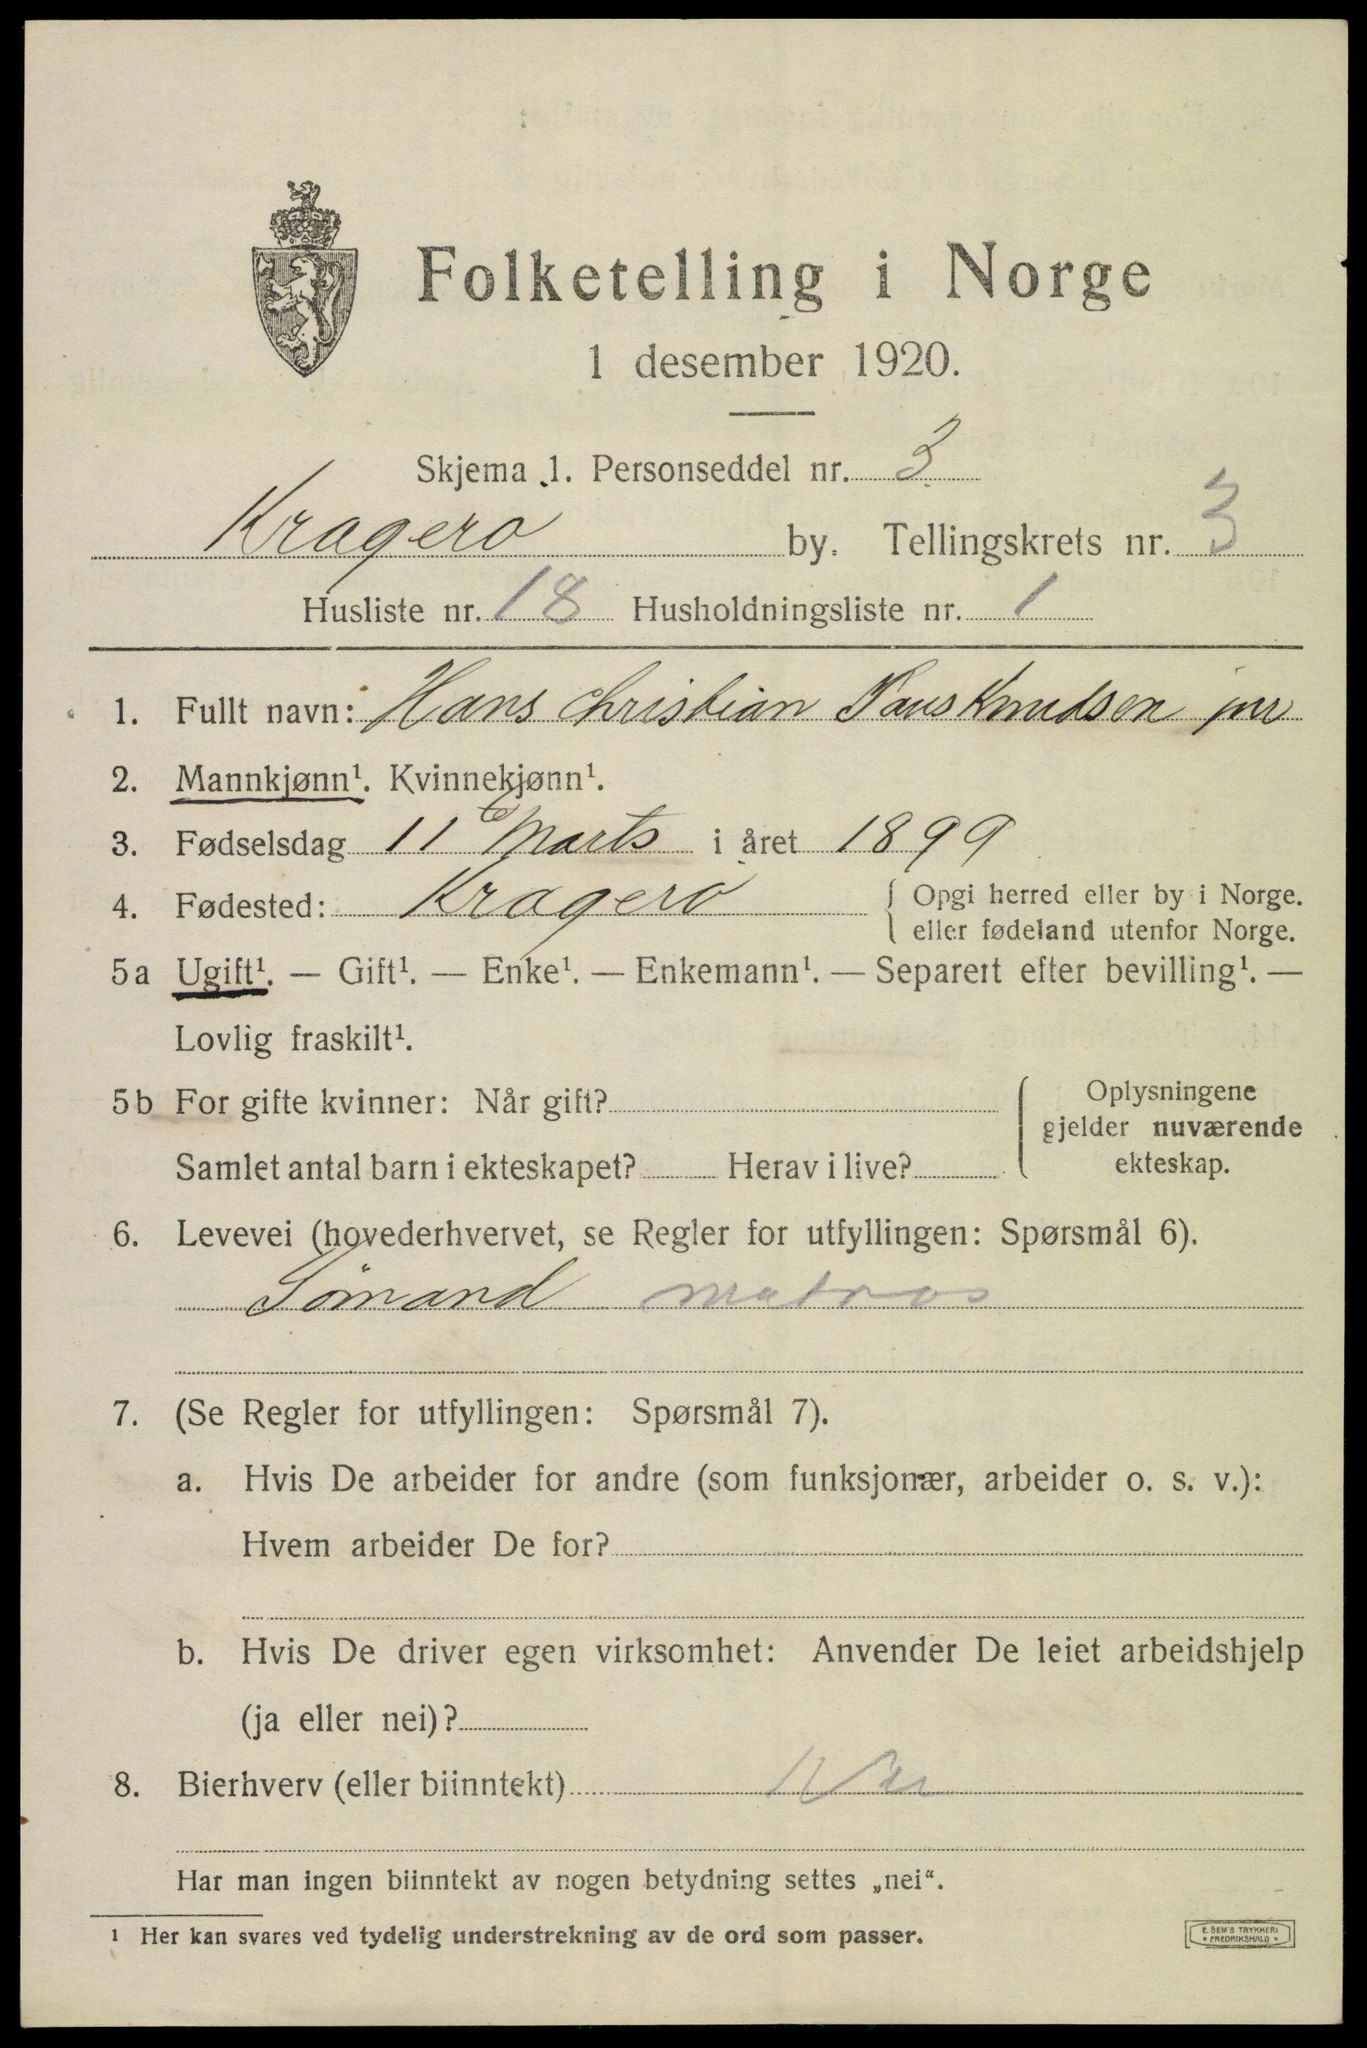 Folketelling i Norge
1 desember 1920.
Skjema 1. Personseddel nr. 3
Kragerø by. Tellingskrets nr. 3
Husliste nr. 18 Husholdningsliste nr. 1
1. Fullt navn: Hans Christian Paus Knudsen jnr
2. Mannkjønn¹. Kvinnekjønn¹.
3. Fødselsdag 11te Marts i året 1899
4. Fødested: Kragerø { Opgi herred eller by i Norge.
eller fødeland utenfor Norge.
5a Ugift¹. — Gift¹. — Enke¹. — Enkemann¹. — Separert efter bevilling¹. —
Lovlig fraskilt¹.
5b For gifte kvinner: Når gift?
Samlet antal barn i ekteskapet? Herav i live?
Oplysningene
gjelder nuværende
ekteskap.
6. Levevei (hovederhvervet, se Regler for utfyllingen: Spørsmål 6).
Sømand matros
7. (Se Regler for utfyllingen: Spørsmål 7).
a. Hvis De arbeider for andre (som funksjonær, arbeider o. s. v.):
Hvem arbeider De for?
b. Hvis De driver egen virksomhet: Anvender De leiet arbeidshjelp
(ja eller nei)?
8. Bierhverv (eller biinntekt) Nei
Har man ingen biinntekt av nogen betydning settes „nei“.
¹ Her kan svares ved tydelig understrekning av de ord som passer.
E. SEM'S TRYKKERI
* FREDRIKSHALD *